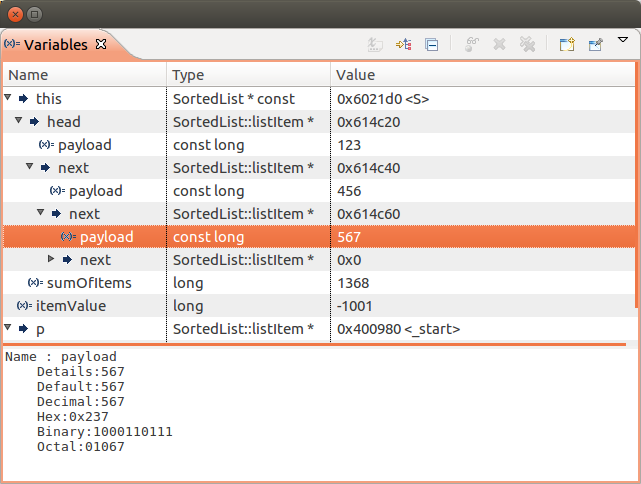 Variables
Name Type Value
this SortedList * const 0x6021d0 <S>
head SortedList::listItem * 0x614c20
(x)= payload const long 123
next SortedList::listItem * 0x614c40
(x)= payload const long 456
next SortedList::listItem * 0x614c60
(x)= payload const long 567
next SortedList::listItem * 0x0
(x)= sumOfItems long 1368
(x)= itemValue long -1001
p SortedList::listItem * 0x400980 <_start>
Name : payload
Details:567
Default:567
Decimal:567
Hex:0x237
Binary:1000110111
Octal:01067